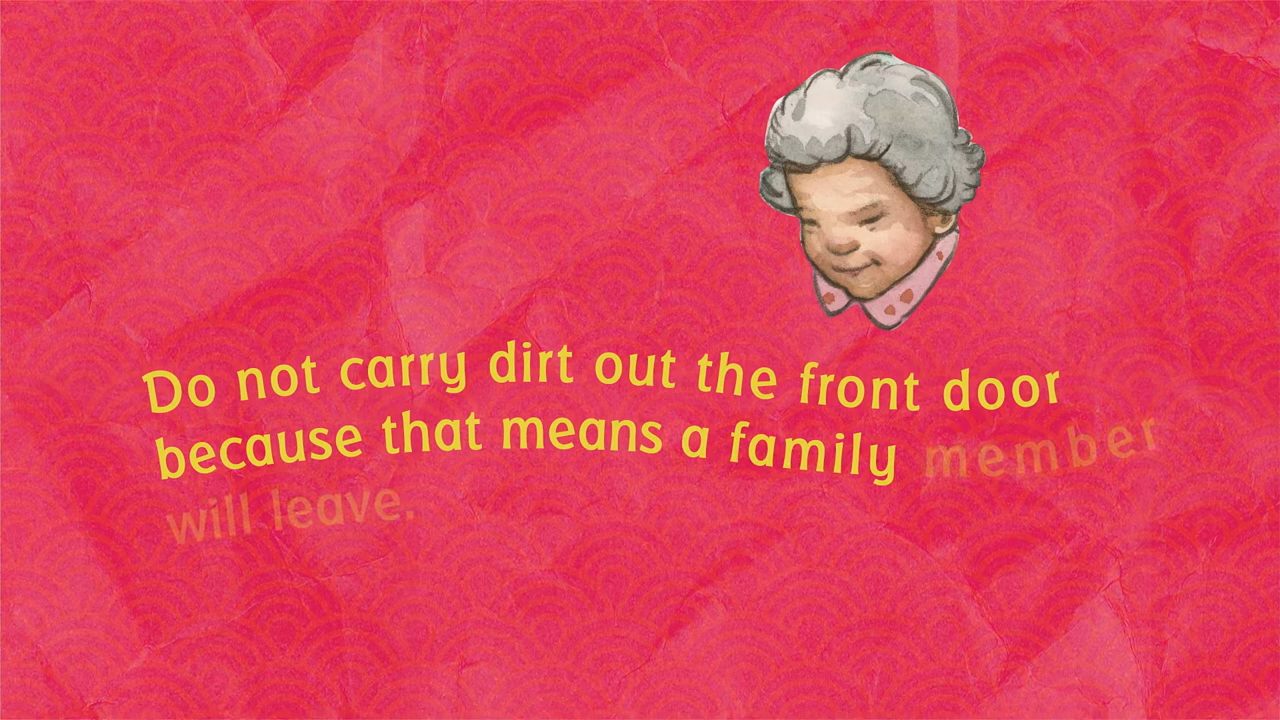 Do not carry dirt out the front door
because that means a family member
will leave.